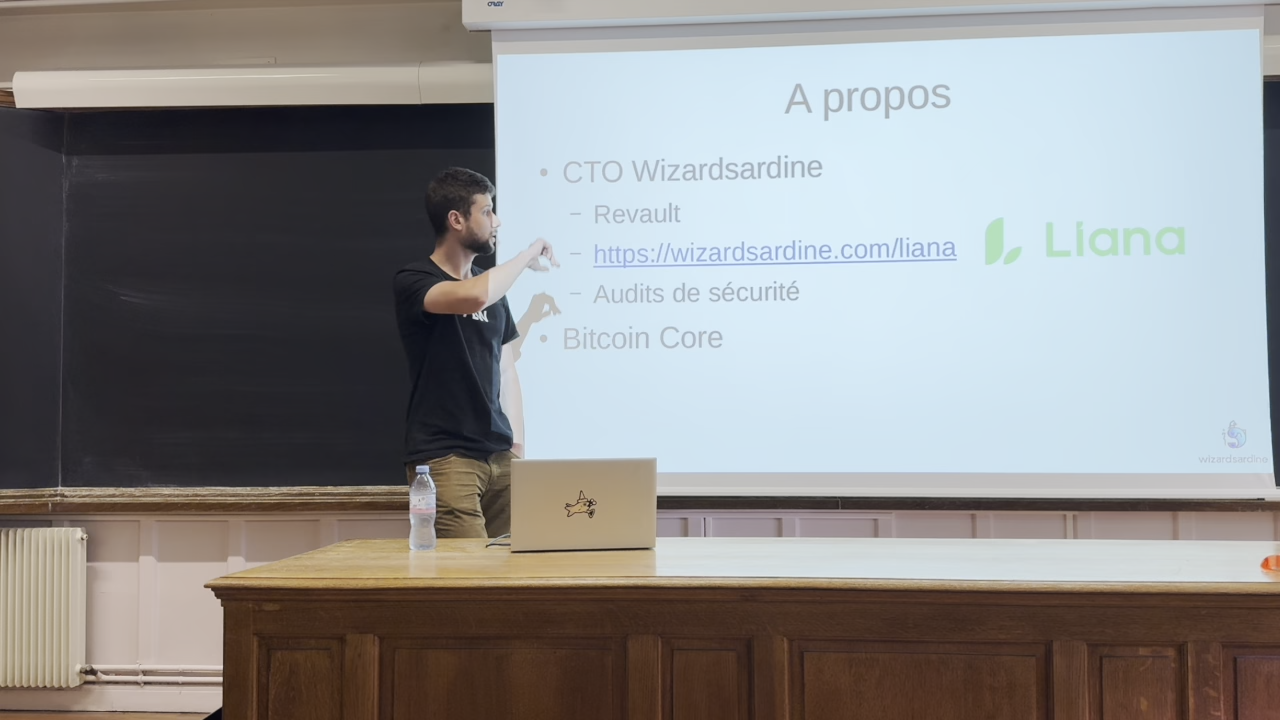 A propos
• CTO Wizardsardine
– Revault
– https://wizardsardine.com/liana
Liana
– Audits de sécurité
• Bitcoin Core
wizardsardine